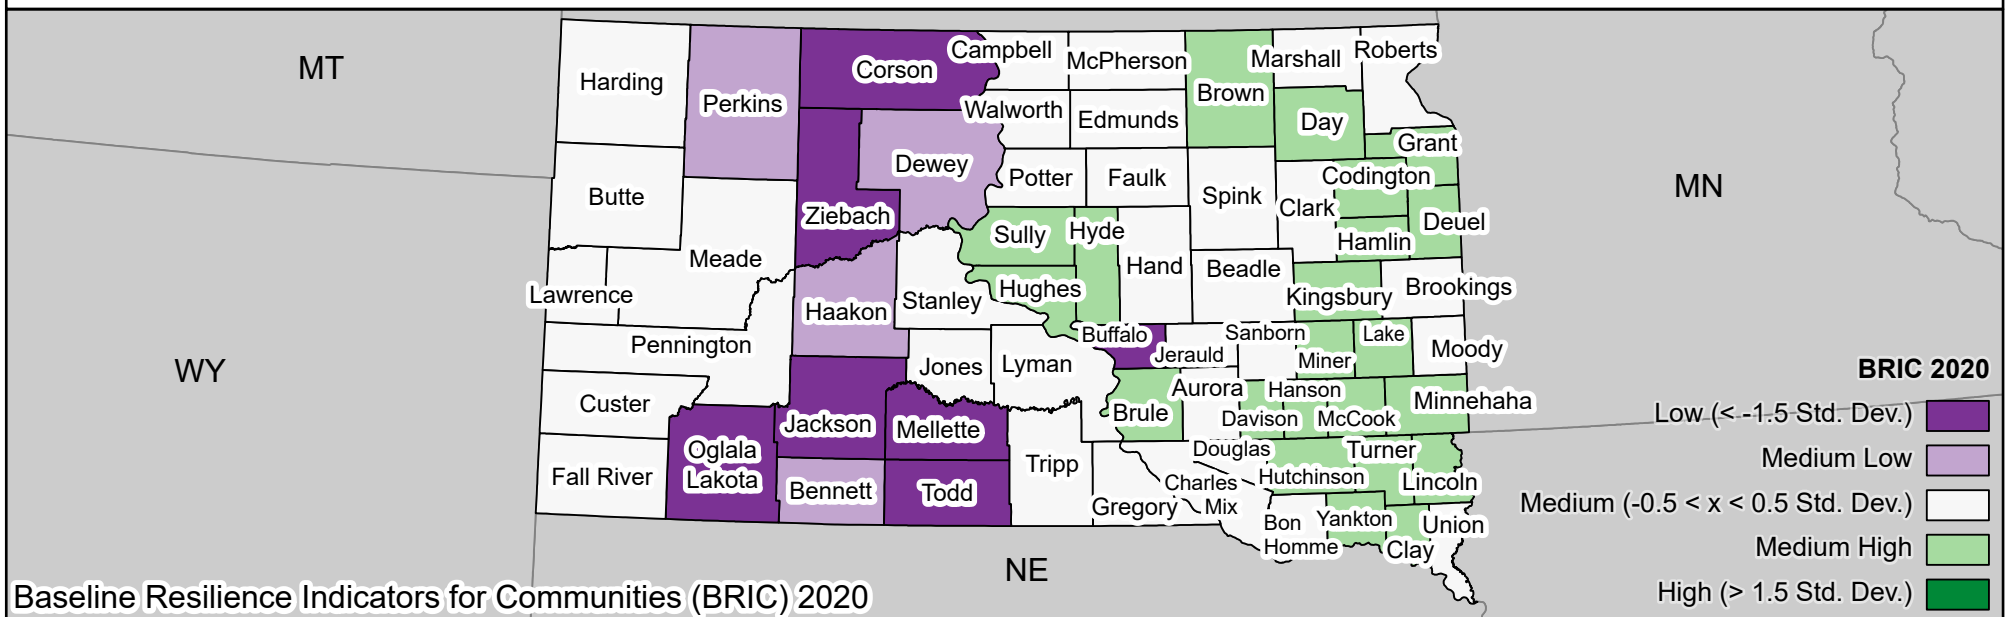 MT
WY
NE
MN
Harding
Perkins
Corson
Campbell
McPherson
Brown
Marshall
Roberts
Walworth
Edmunds
Day
Grant
Butte
Dewey
Potter
Faulk
Spink
Codington
Clark
Deuel
Ziebach
Sully
Hyde
Hamlin
Meade
Hand
Beadle
Lawrence
Haakon
Stanley
Hughes
Kingsbury
Brookings
Pennington
Buffalo
Jerauld
Sanborn
Miner
Lake
Moody
Jones
Lyman
Custer
Jackson
Mellette
Brule
Aurora
Hanson
Davison
McCook
Minnehaha
Fall River
Oglala
Lakota
Bennett
Todd
Tripp
Gregory
Charles
Mix
Douglas
Hutchinson
Turner
Lincoln
Bon
Homme
Yankton
Clay
Union
BRIC 2020
Low (< -1.5 Std. Dev.)
Medium Low
Medium (-0.5 < x < 0.5 Std. Dev.)
Medium High
High (> 1.5 Std. Dev.)
Baseline Resilience Indicators for Communities (BRIC) 2020